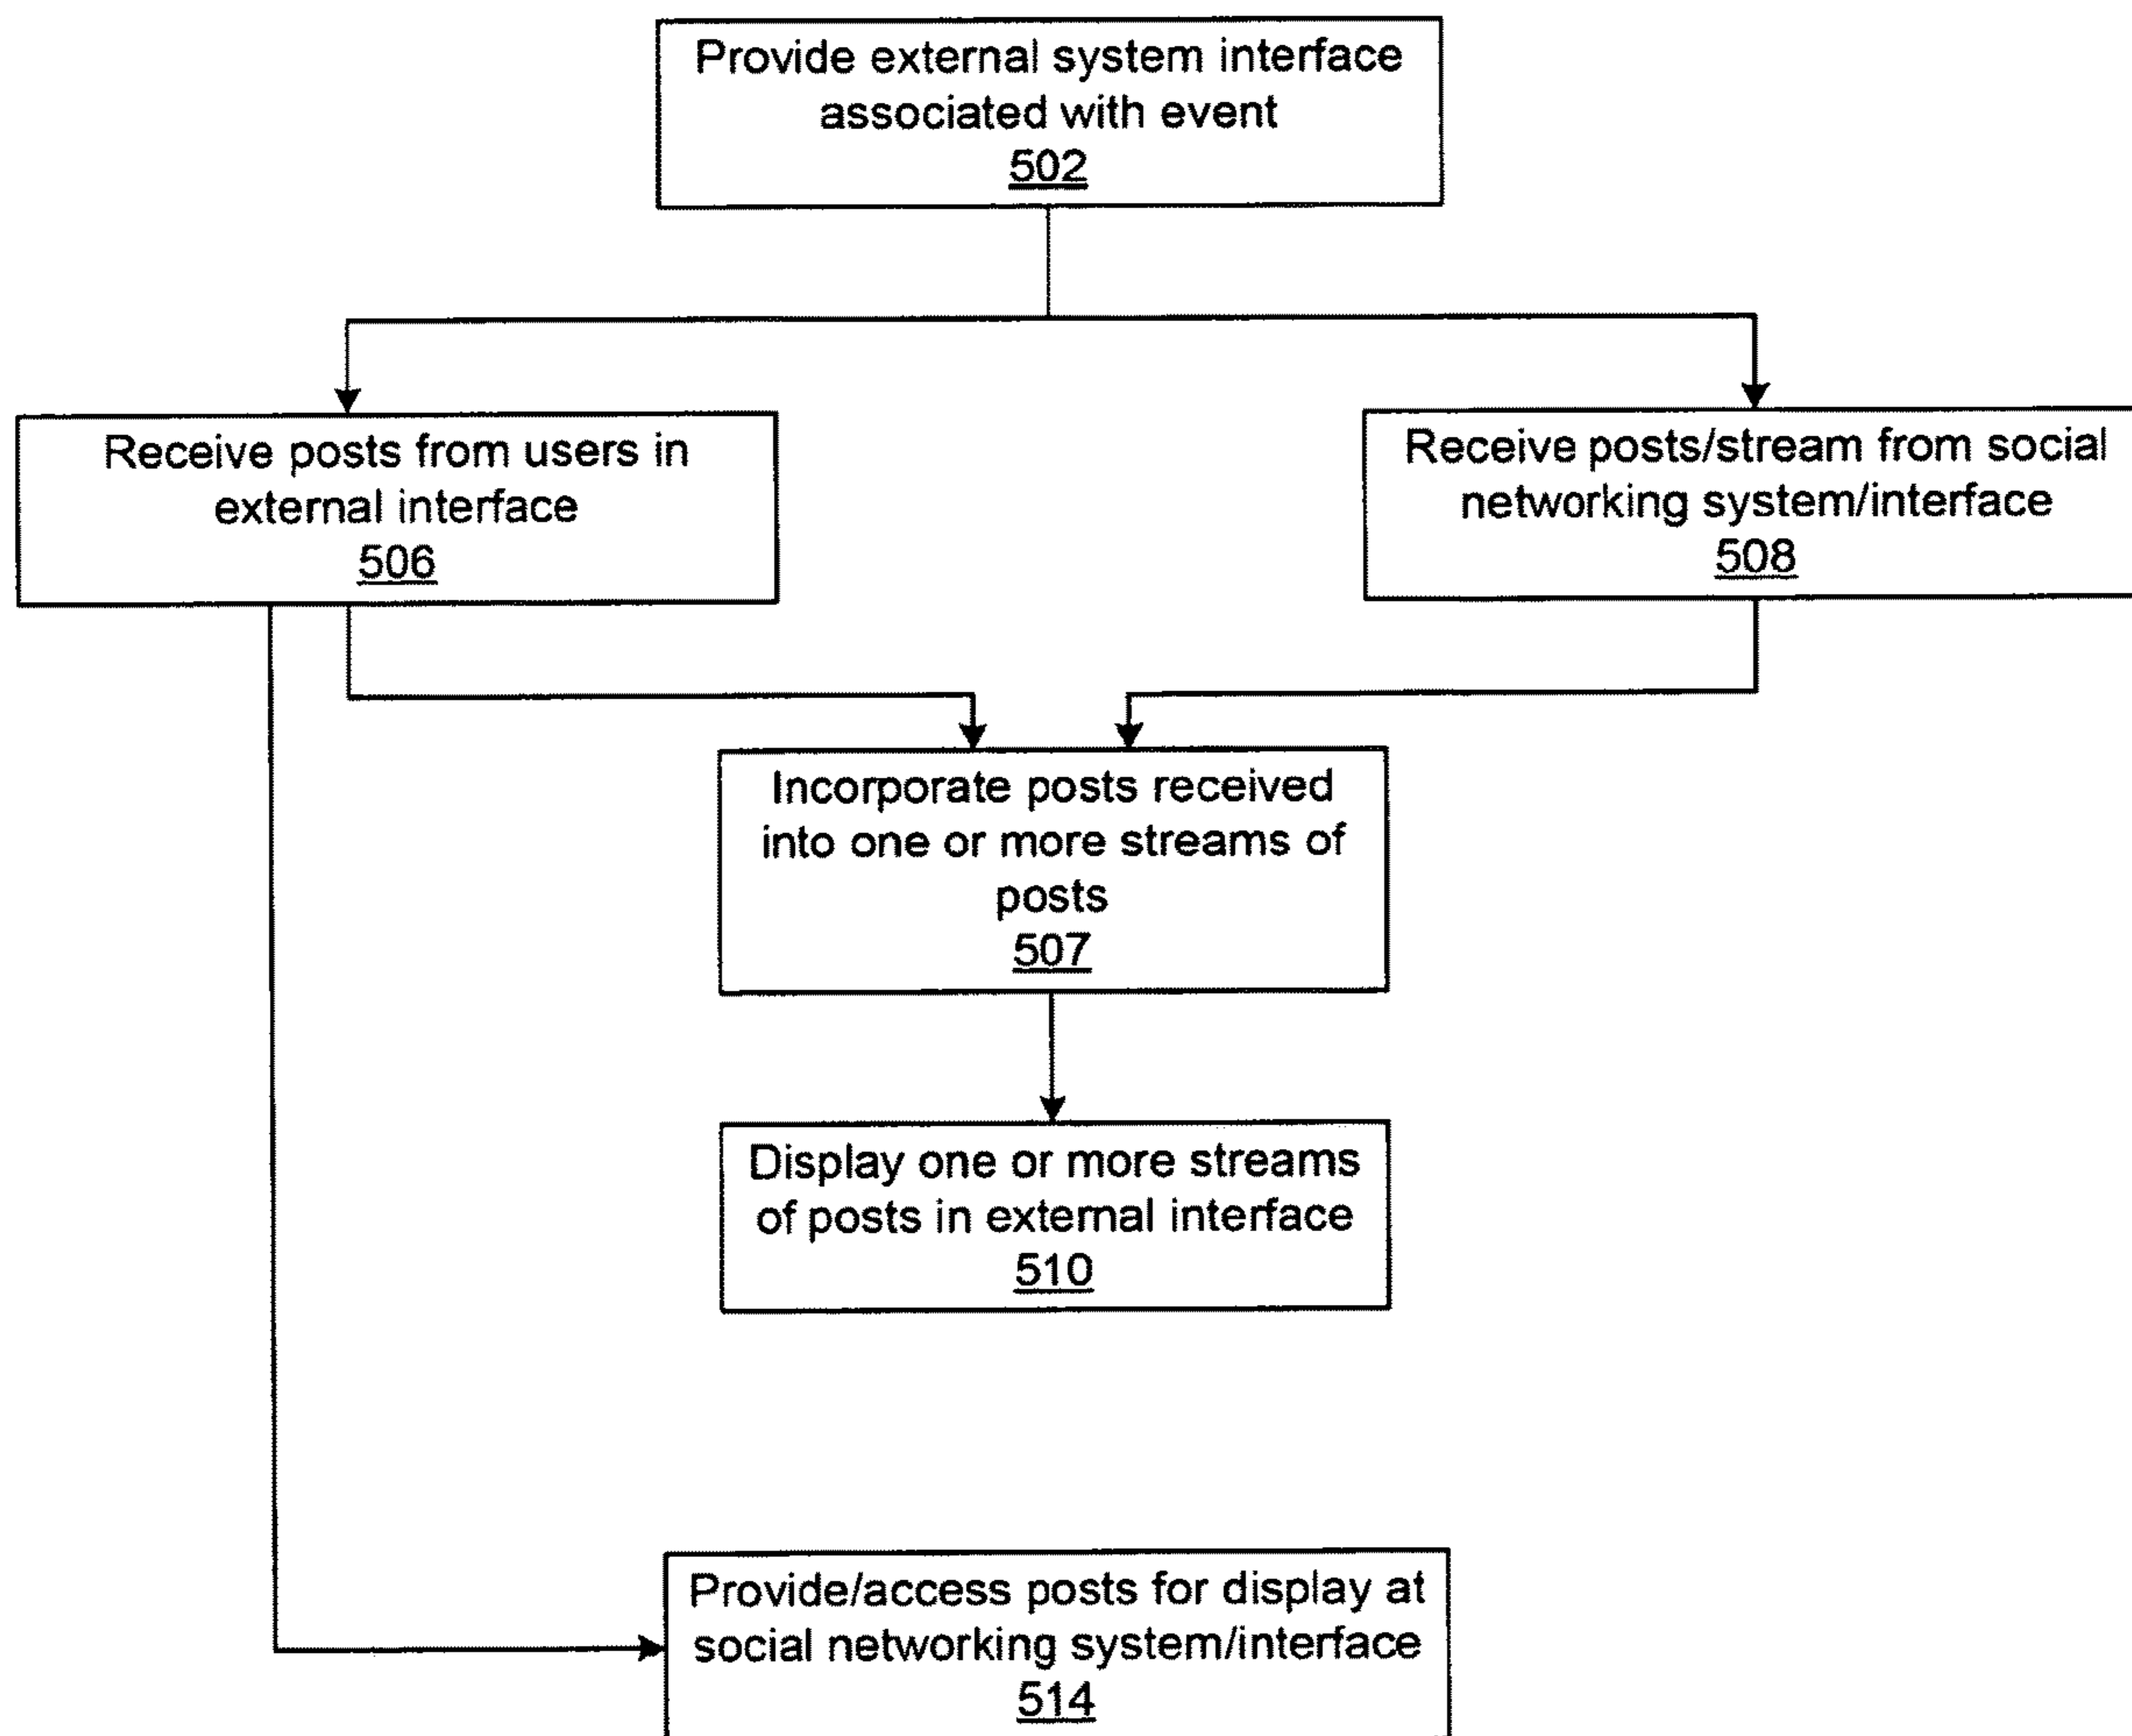 Provide external system interface
associated with event
502
Receive posts from users in
external interface
506
Receive posts/stream from social
networking system/interface
508
Incorporate posts received
into one or more streams of
posts
507
Display one or more streams
of posts in external interface
510
Provide/access posts for display at
social networking system/interface
514